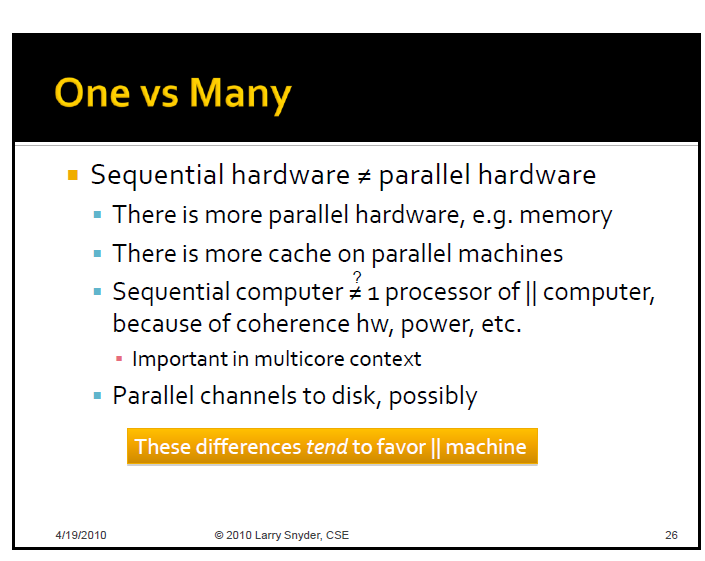 One vs Many
Sequential hardware ≠ parallel hardware
There is more parallel hardware, e.g. memory
There is more cache on parallel machines
?
Sequential computer ≠ 1 processor of || computer,
because of coherence hw, power, etc.
Important in multicore context
Parallel channels to disk, possibly
These differences tend to favor || machine
4/19/2010 © 2010 Larry Snyder, CSE 26